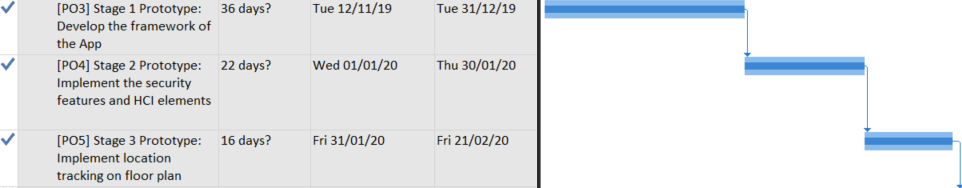 [PO3] Stage 1 Prototype: 36 days? Tue 12/11/19 Tue 31/12/19
Develop the framework of
the App
[PO4] Stage 2 Prototype: 22 days? Wed 01/01/20 Thu 30/01/20
Implement the security
features and HCI elements
[PO5] Stage 3 Prototype: 16 days? Fri 31/01/20 Fri 21/02/20
Implement location
tracking on floor plan